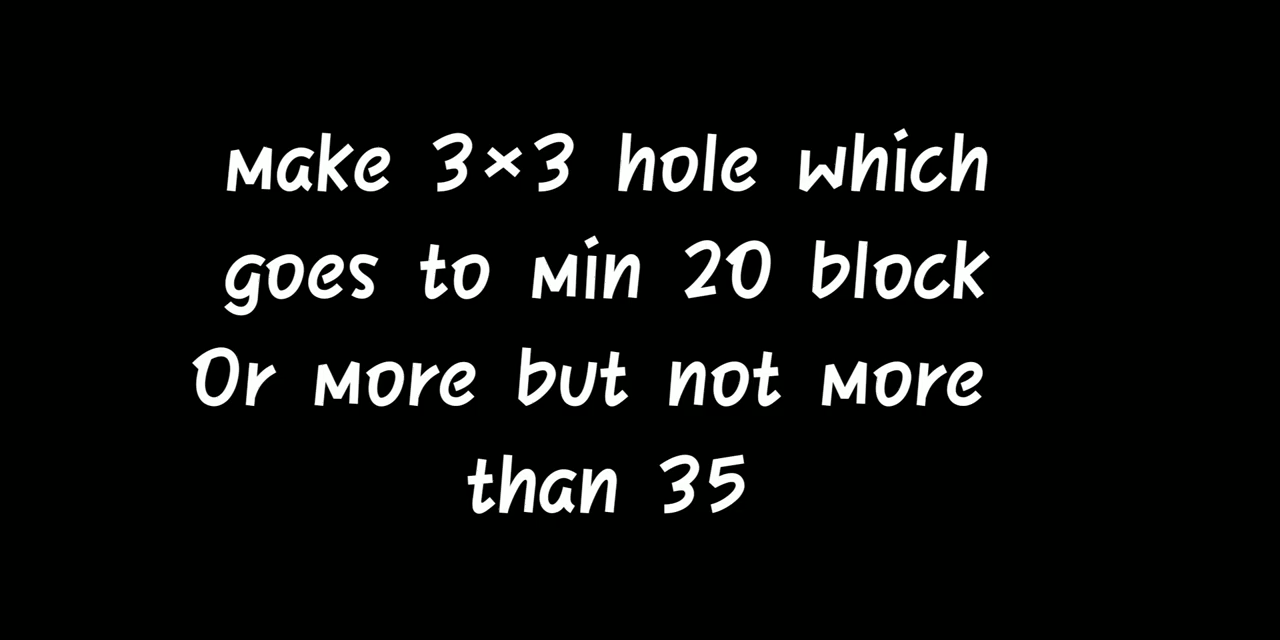 Make 3×3 hole which
goes to Min 20 block
Or More but not More
than 35